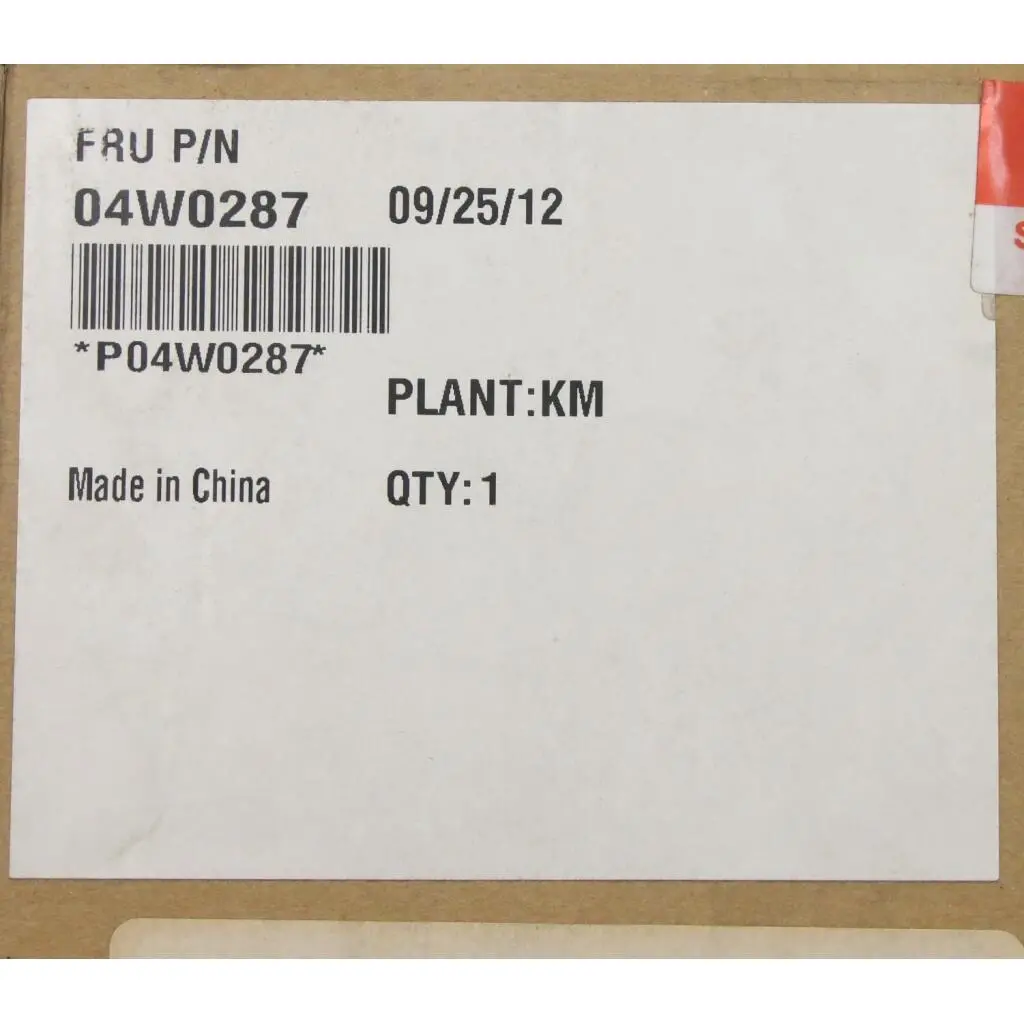 FRU P/N
04W0287 09/25/12
*P04W0287*
PLANT:KM
Made in China QTY: 1